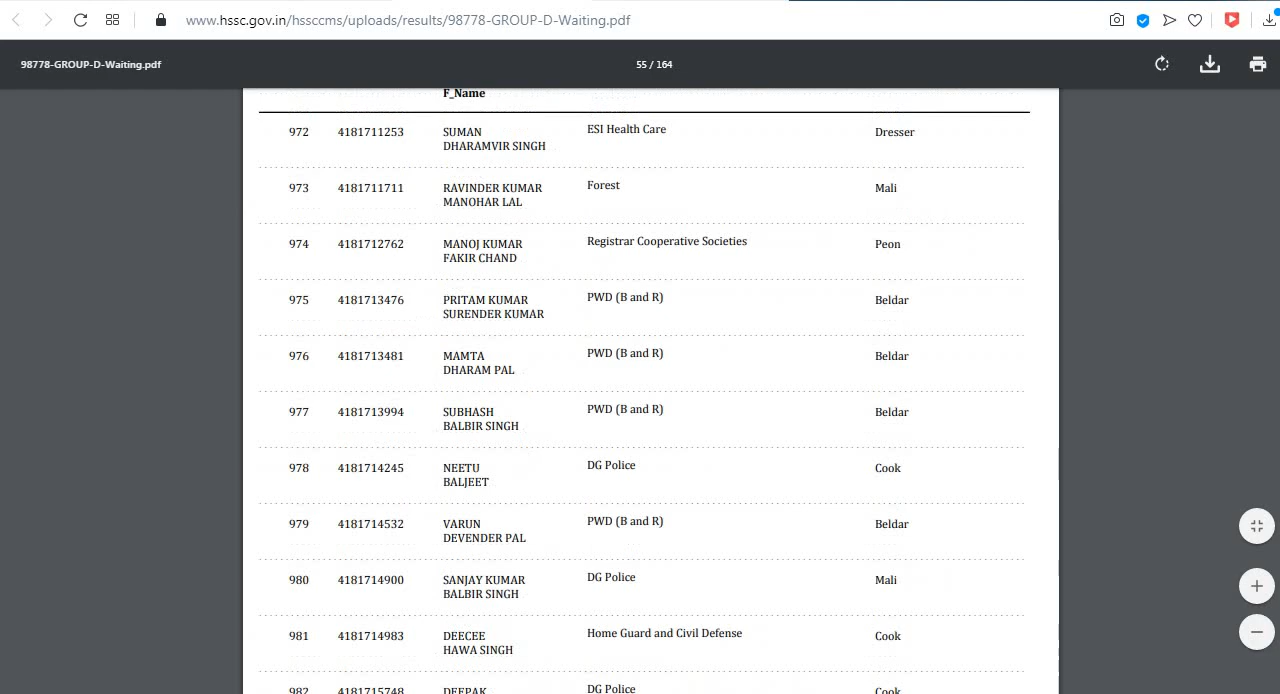 www.hssc.gov.in/hssccms/uploads/results/98778-GROUP-D-Waiting.pdf
98778-GROUP-D-Waiting.pdf 55 / 164
F_Name
972 4181711253 SUMAN ESI Health Care Dresser
DHARAMVIR SINGH
973 4181711711 RAVINDER KUMAR Forest Mali
MANOHAR LAL
974 4181712762 MANOJ KUMAR Registrar Cooperative Societies Peon
FAKIR CHAND
975 4181713476 PRITAM KUMAR PWD (B and R) Beldar
SURENDER KUMAR
976 4181713481 MAMTA PWD (B and R) Beldar
DHARAM PAL
977 4181713994 SUBHASH PWD (B and R) Beldar
BALBIR SINGH
978 4181714245 NEETU DG Police Cook
BALJEET
979 4181714532 VARUN PWD (B and R) Beldar
DEVENDER PAL
980 4181714900 SANJAY KUMAR DG Police Mali
BALBIR SINGH
981 4181714983 DEECEE Home Guard and Civil Defense Cook
HAWA SINGH
982 4181715748 DEEPAK DG Police Cook